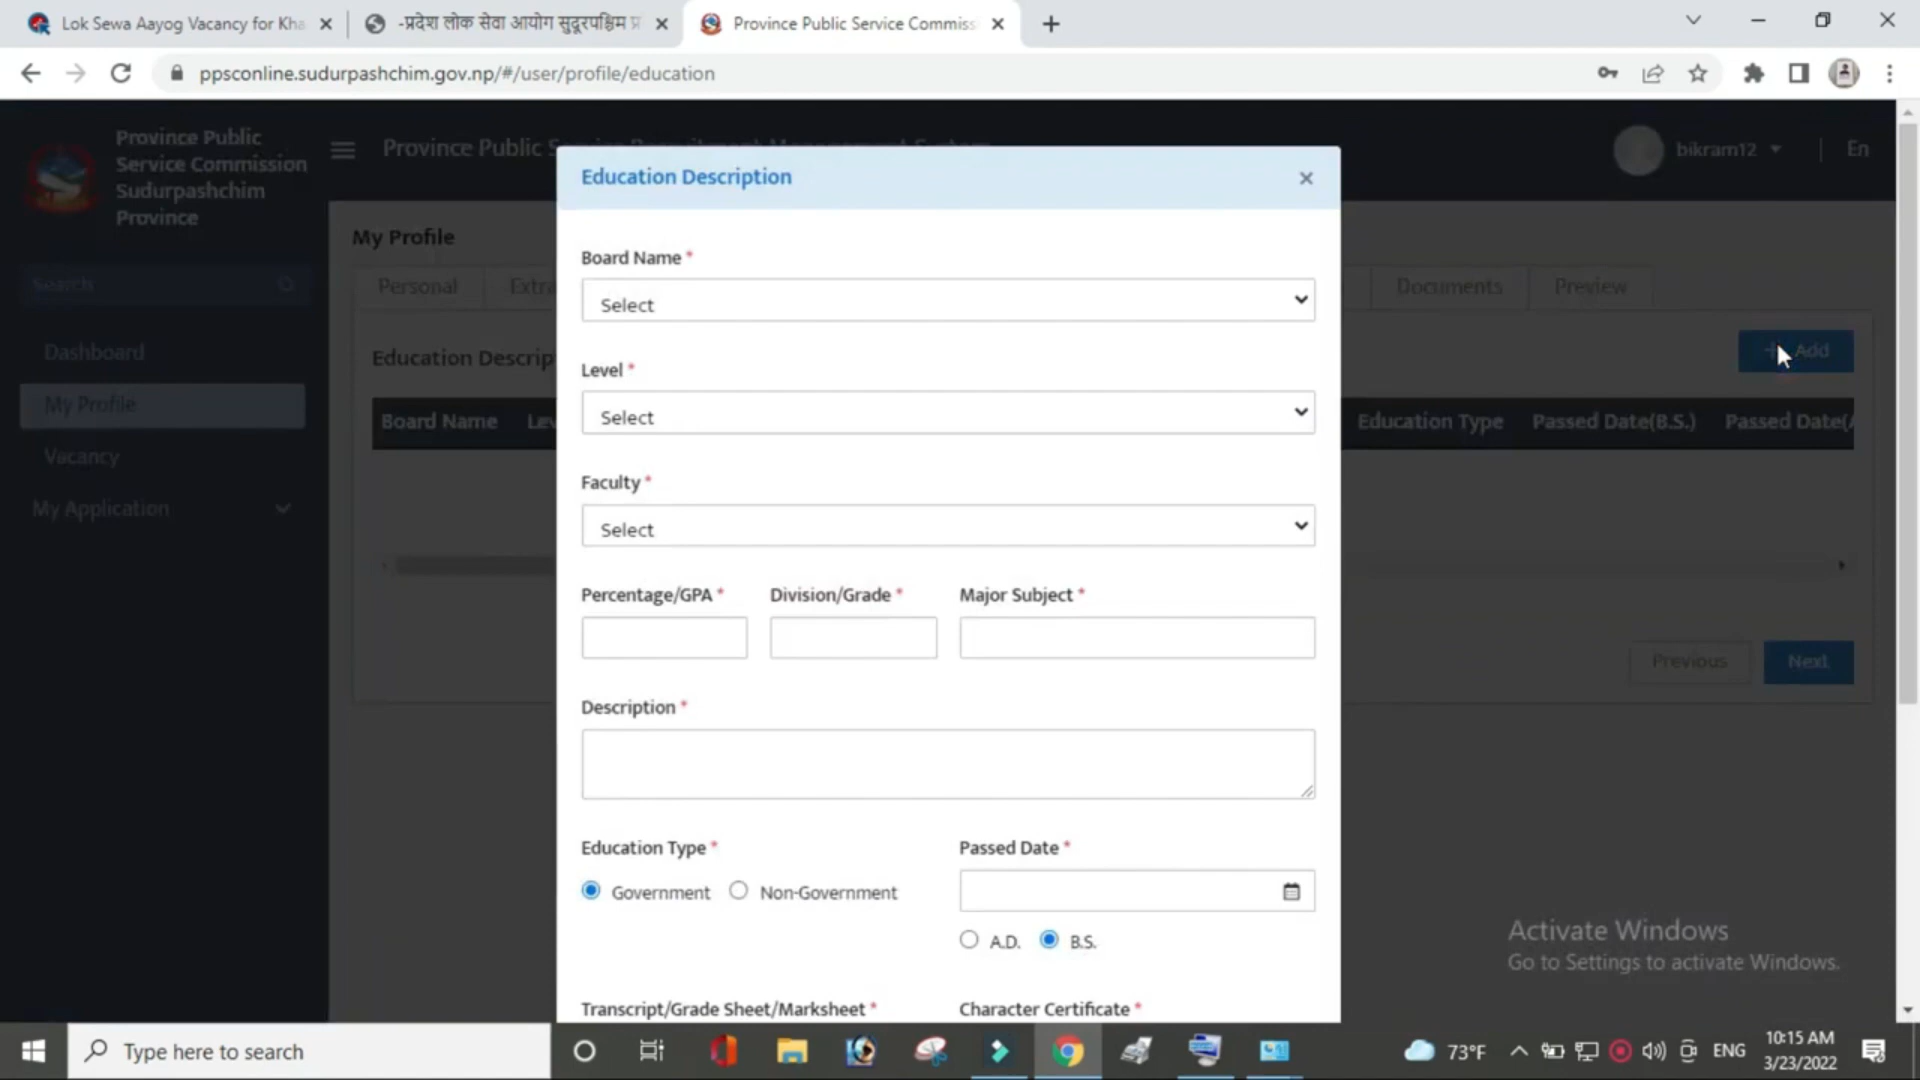 Lok Sewa Aayog Vacancy for Kha
-प्रदेश लोक सेवा आयोग सुदूरपश्चिम प्र
Province Public Service Commiss
ppsconline.sudurpashchim.gov.np/#/user/profile/education
Province Public
Service Commission
Sudurpashchim
Province
Province Public Service Recruitment Management System
bikram12
En
Search
Dashboard
My Profile
Vacancy
My Application
My Profile
Personal
Extra
Documents
Preview
Education Descrip
Add
Board Name Lev
Education Type Passed Date(B.S.) Passed Date(A
Previous
Next
Education Description
×
Board Name *
Select
Level *
Select
Faculty *
Select
Percentage/GPA * Division/Grade * Major Subject *
Description *
Education Type * Passed Date *
Government Non-Government
A.D. B.S.
Transcript/Grade Sheet/Marksheet * Character Certificate *
Activate Windows
Go to Settings to activate Windows.
Type here to search
73°F
ENG
10:15 AM
3/23/2022